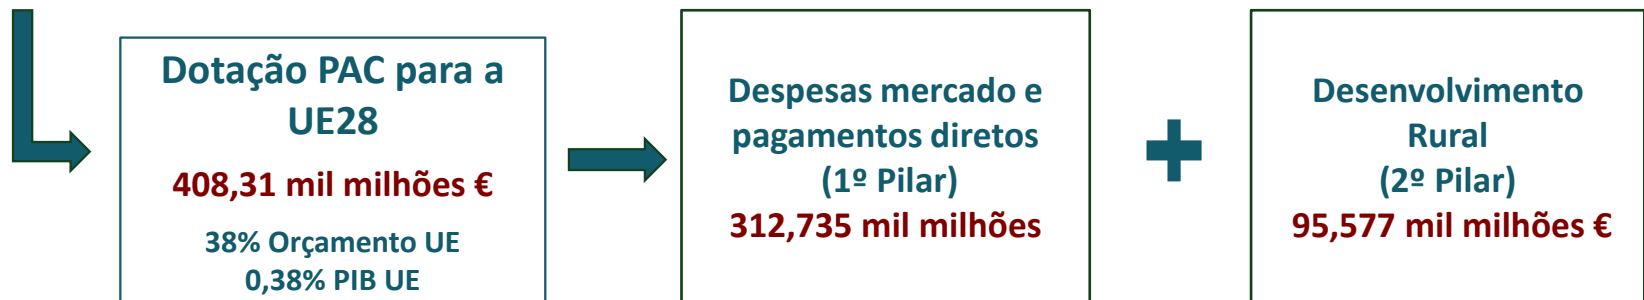 Dotação PAC para a
UE28
408,31 mil milhões €
38% Orçamento UE
0,38% PIB UE
Despesas mercado e
pagamentos diretos
(1º Pilar)
312,735 mil milhões
Desenvolvimento
Rural
(2º Pilar)
95,577 mil milhões €